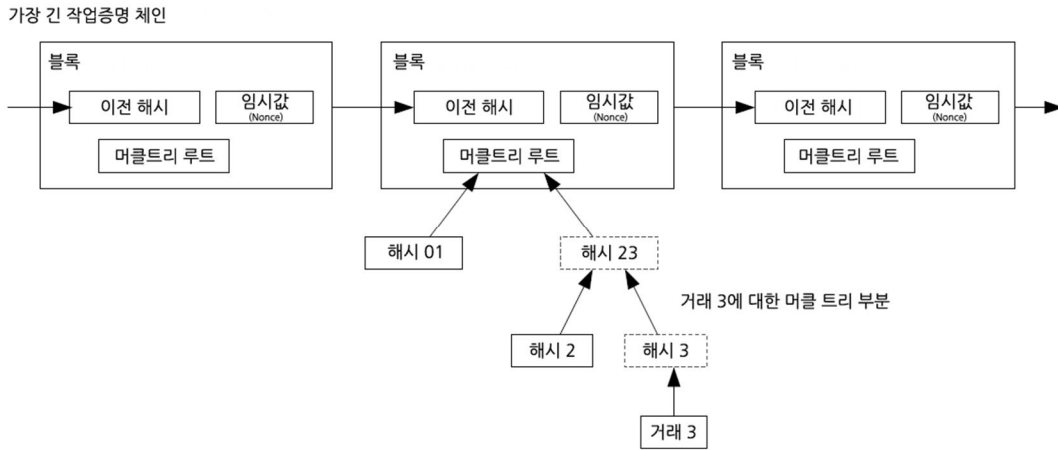 가장 긴 작업증명 체인
블록
이전 해시
임시값
(Nonce)
머클트리 루트
블록
이전 해시
임시값
(Nonce)
머클트리 루트
블록
이전 해시
임시값
(Nonce)
머클트리 루트
해시 01
해시 23
거래 3에 대한 머클 트리 부분
해시 2
해시 3
거래 3